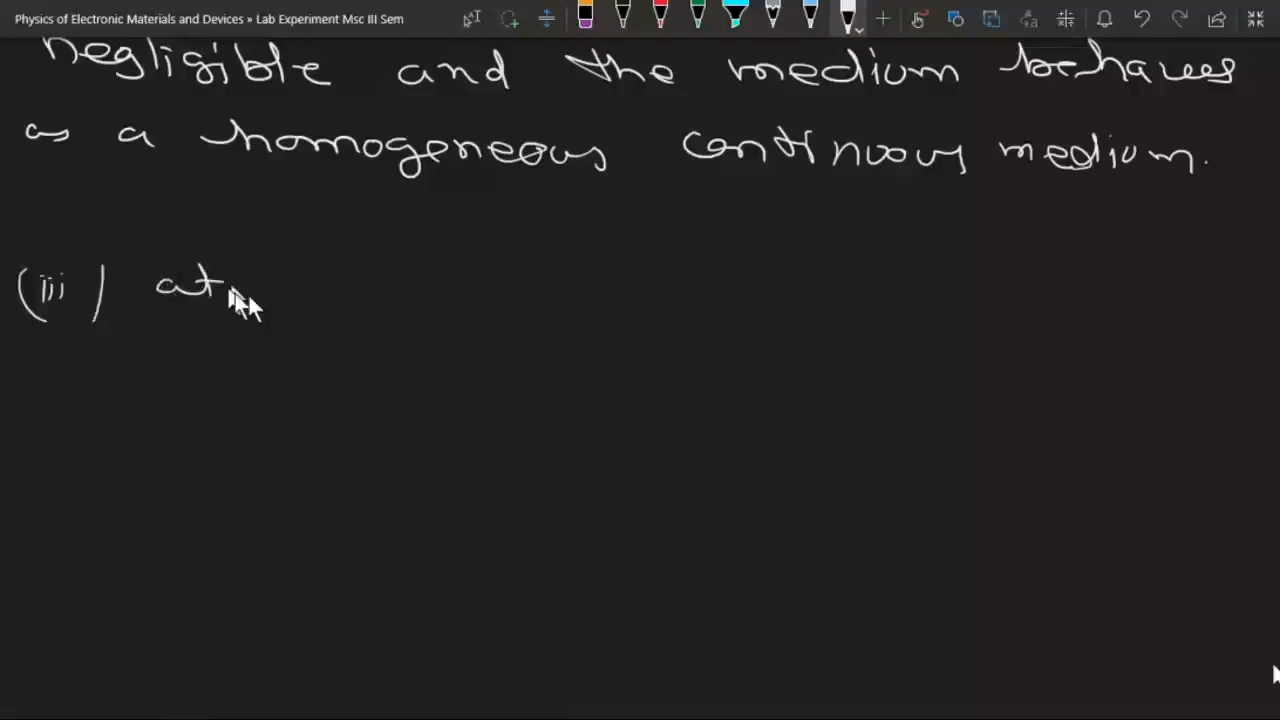 Physics of Electronic Materials and Devices » Lab Experiment Msc III Sem
negligible and the medium behaves
as a homogeneous continuous medium.
(iii) at